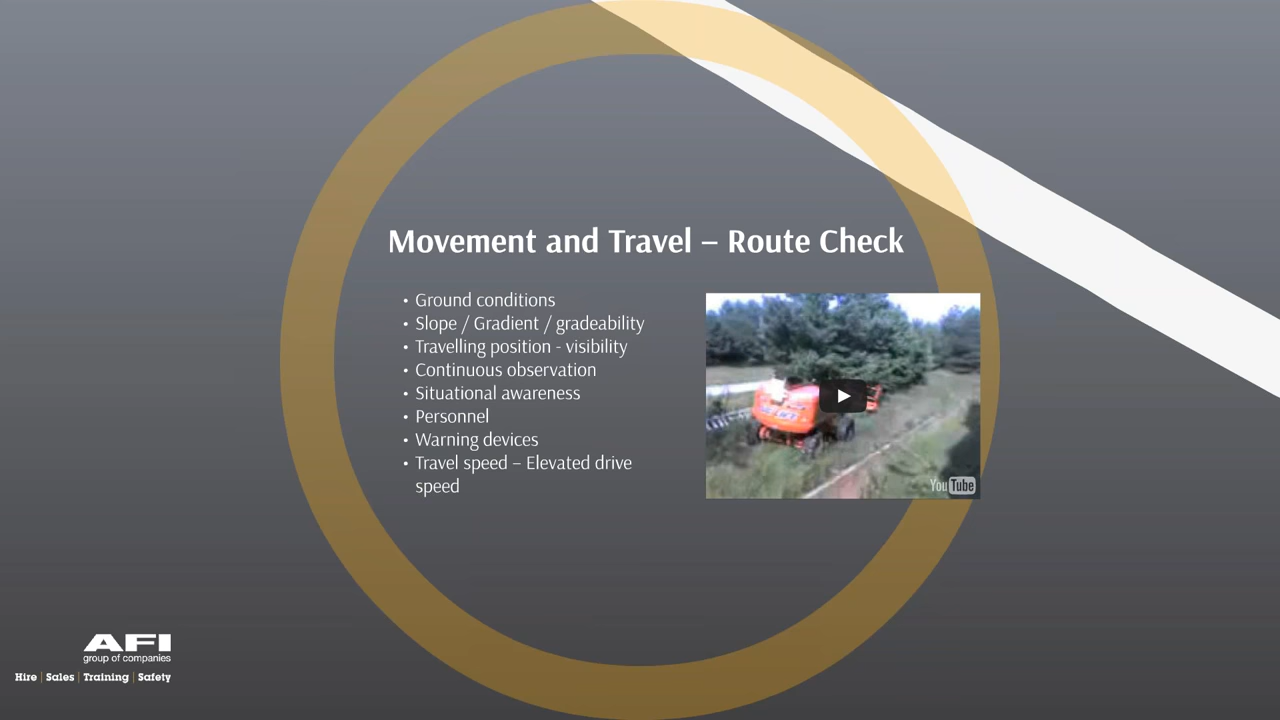 Movement and Travel – Route Check
• Ground conditions
• Slope / Gradient / gradeability
• Travelling position - visibility
• Continuous observation
• Situational awareness
• Personnel
• Warning devices
• Travel speed – Elevated drive
speed
YouTube
AFI
group of companies
Hire | Sales | Training | Safety